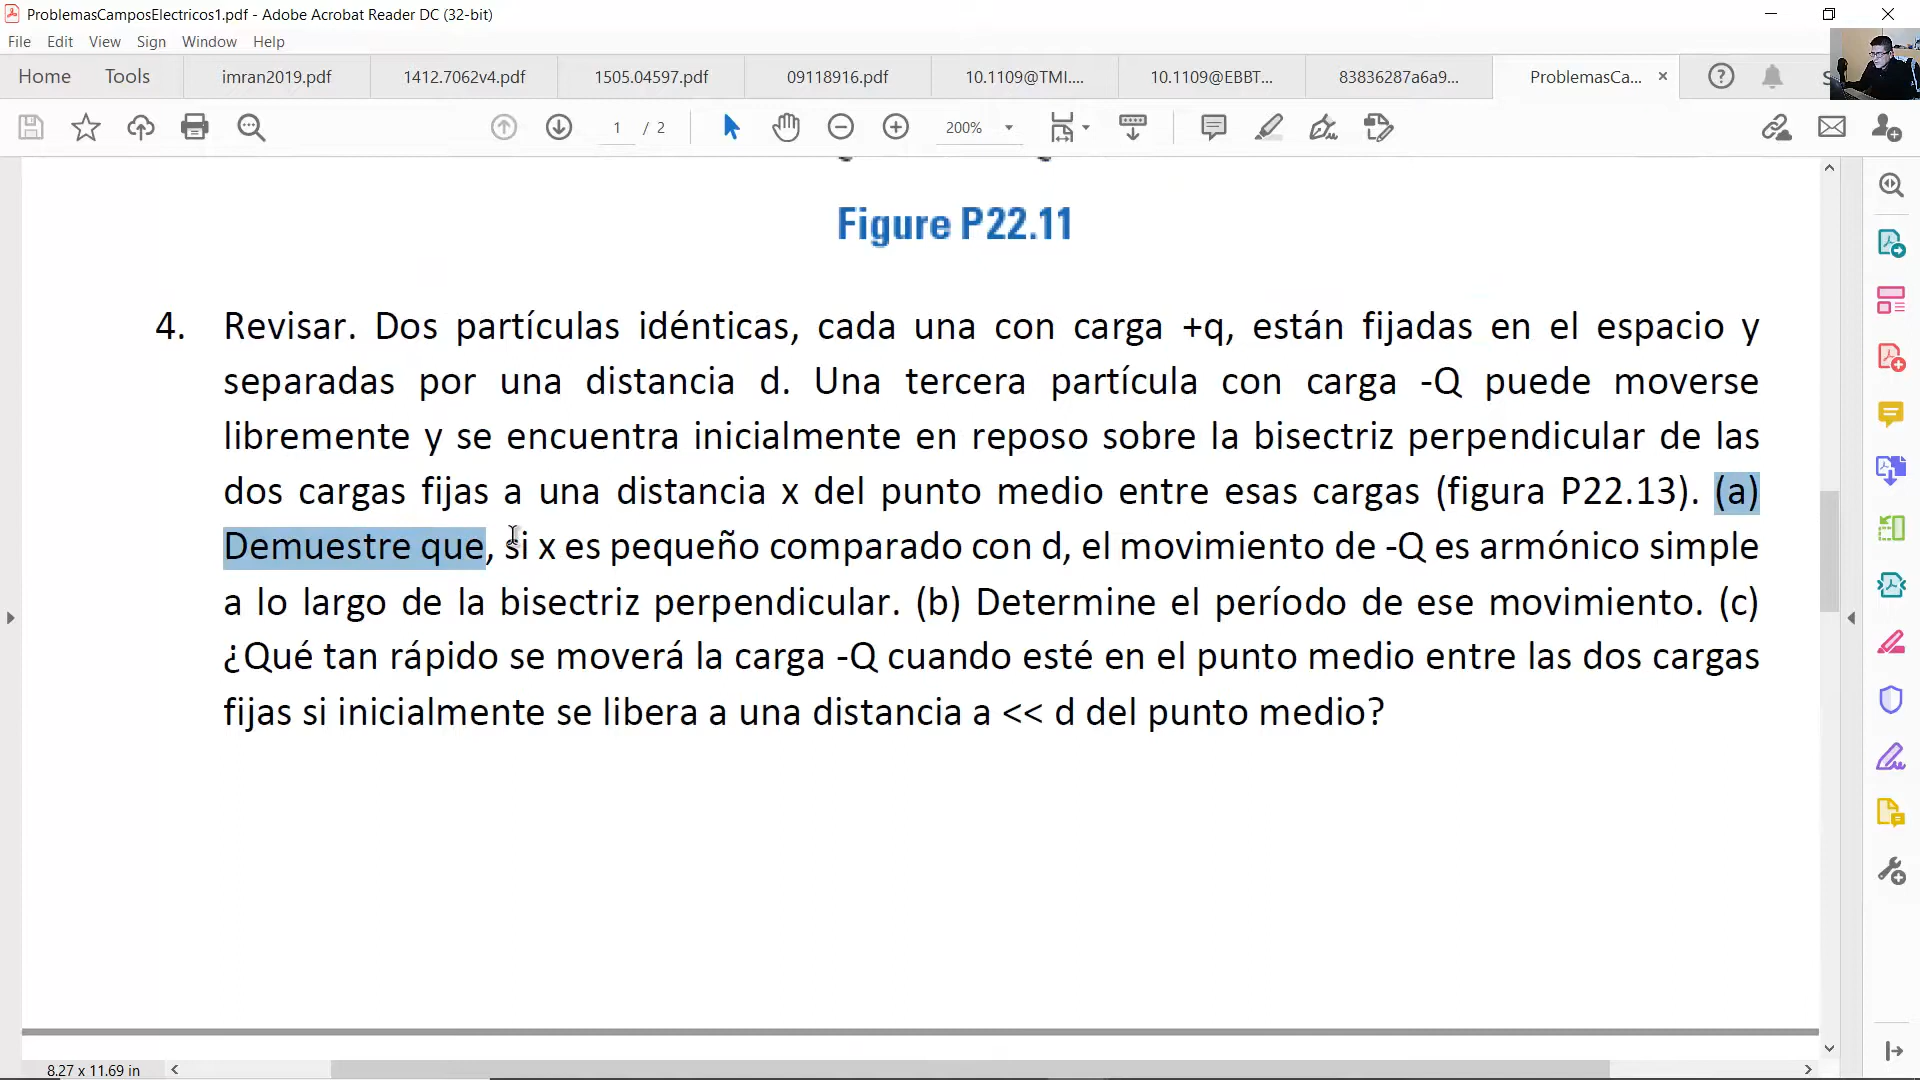 ProblemasCamposElectricos1.pdf - Adobe Acrobat Reader DC (32-bit)
File Edit View Sign Window Help
Home Tools imran2019.pdf 1412.7062v4.pdf 1505.04597.pdf 09118916.pdf 10.1109@TMI.... 10.1109@EBBT... 83836287a6a9... ProblemasCa... ×
1 / 2 200%
Figure P22.11
4. Revisar. Dos partículas idénticas, cada una con carga +q, están fijadas en el espacio y
separadas por una distancia d. Una tercera partícula con carga -Q puede moverse
libremente y se encuentra inicialmente en reposo sobre la bisectriz perpendicular de las
dos cargas fijas a una distancia x del punto medio entre esas cargas (figura P22.13). (a)
Demuestre que, si x es pequeño comparado con d, el movimiento de -Q es armónico simple
a lo largo de la bisectriz perpendicular. (b) Determine el período de ese movimiento. (c)
¿Qué tan rápido se moverá la carga -Q cuando esté en el punto medio entre las dos cargas
fijas si inicialmente se libera a una distancia a << d del punto medio?
8.27 x 11.69 in